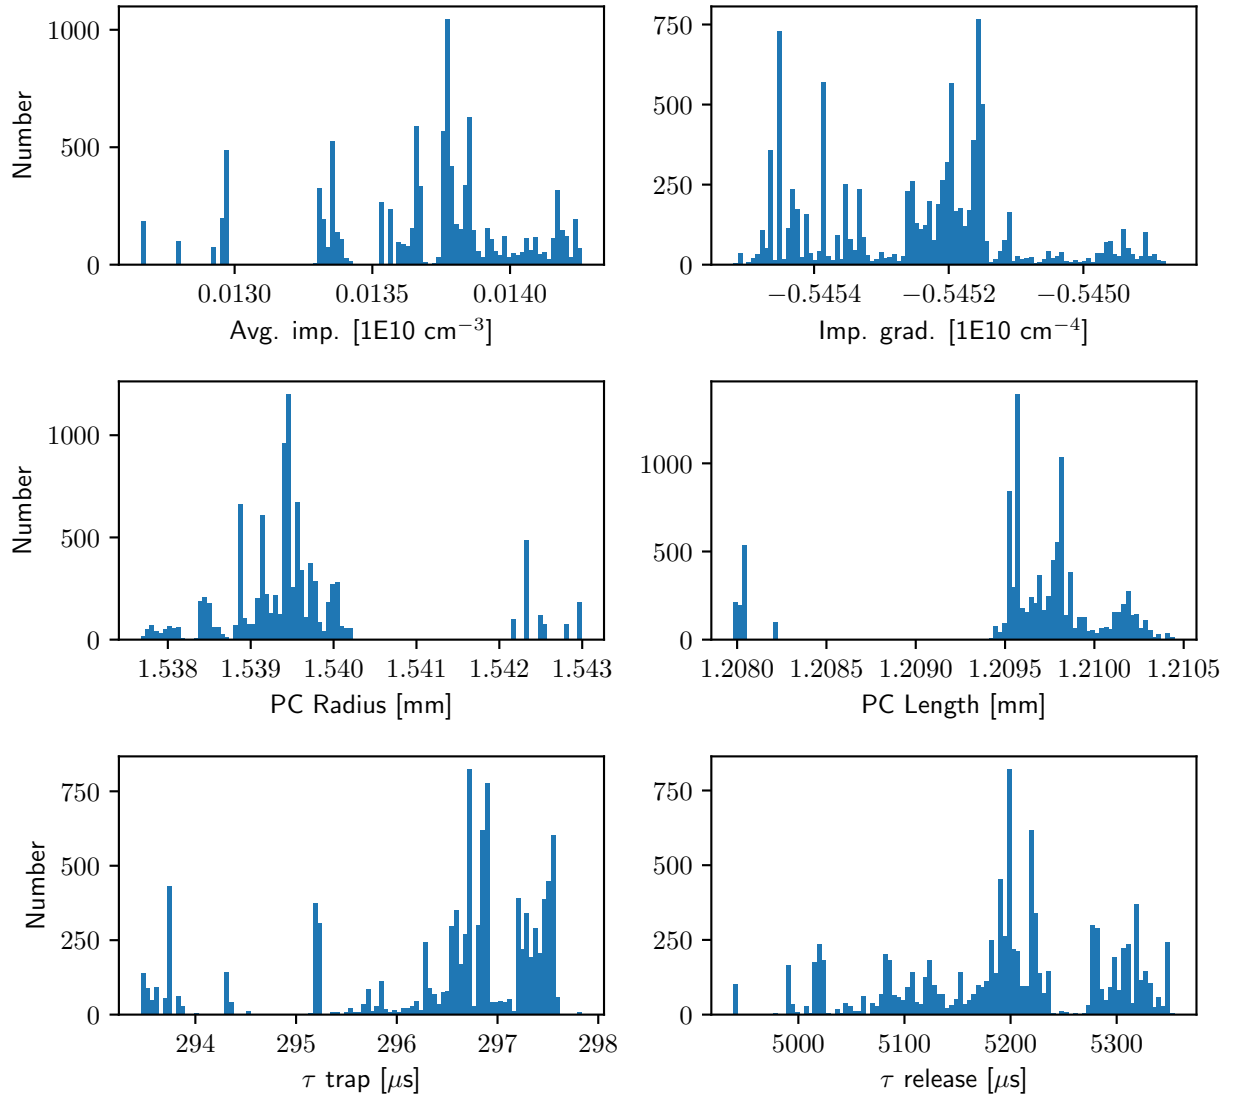 1000
500
0
Number
0.0130 0.0135 0.0140
Avg. imp. [1E10 cm⁻³]
750
500
250
0
−0.5454 −0.5452 −0.5450
Imp. grad. [1E10 cm⁻⁴]
1000
500
0
Number
1.538 1.539 1.540 1.541 1.542 1.543
PC Radius [mm]
1000
500
0
1.2080 1.2085 1.2090 1.2095 1.2100 1.2105
PC Length [mm]
750
500
250
0
Number
294 295 296 297 298
τ trap [μs]
750
500
250
0
5000 5100 5200 5300
τ release [μs]